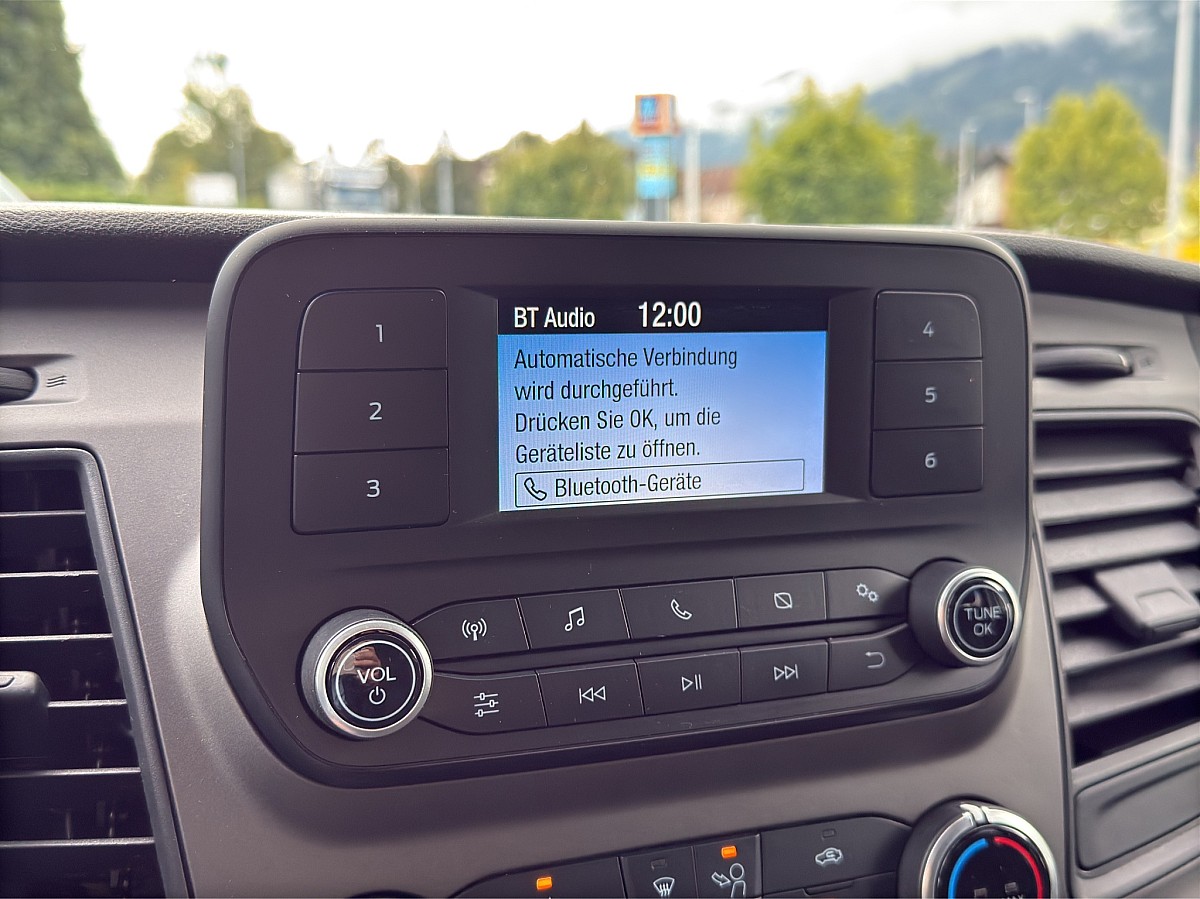 BT Audio 12:00
Automatische Verbindung
wird durchgeführt.
Drücken Sie OK, um die
Geräteliste zu öffnen.
Bluetooth-Geräte
1
2
3
4
5
6
VOL
TUNE
OK